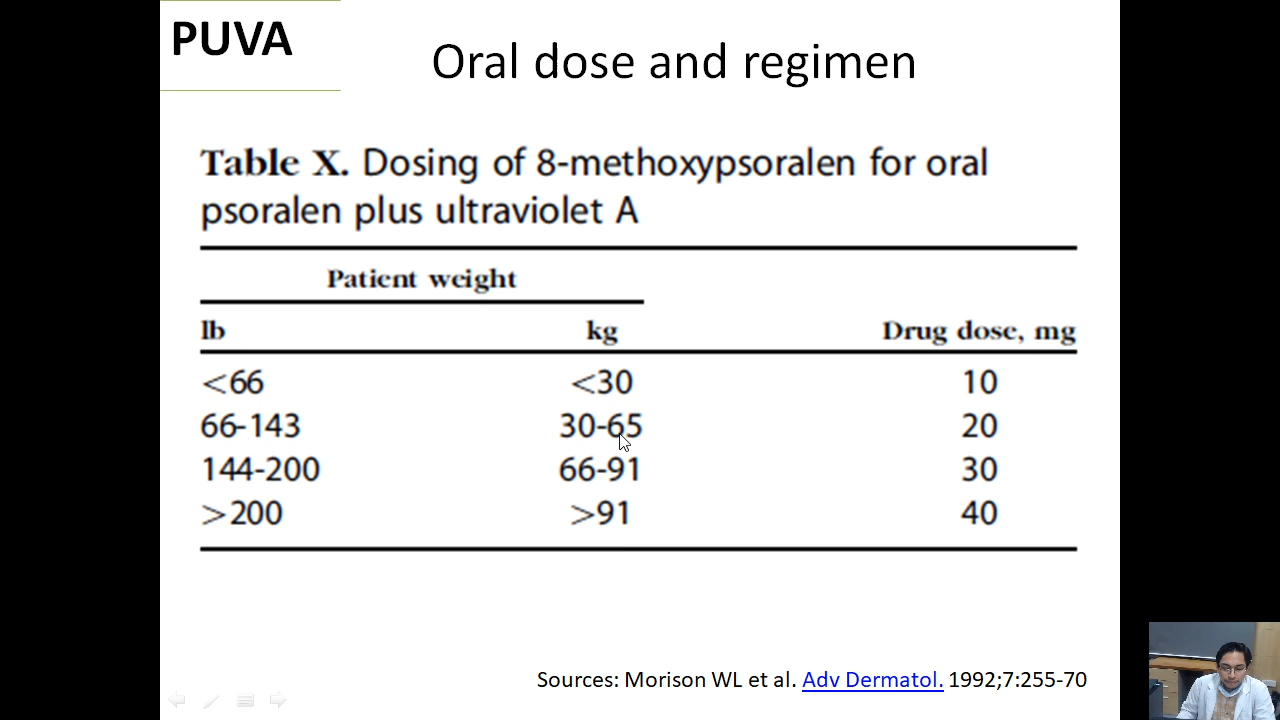 PUVA
Oral dose and regimen
Table X. Dosing of 8-methoxypsoralen for oral
psoralen plus ultraviolet A
Patient weight
lb kg Drug dose, mg
<66 <30 10
66-143 30-65 20
144-200 66-91 30
>200 >91 40
Sources: Morison WL et al. Adv Dermatol. 1992;7:255-70